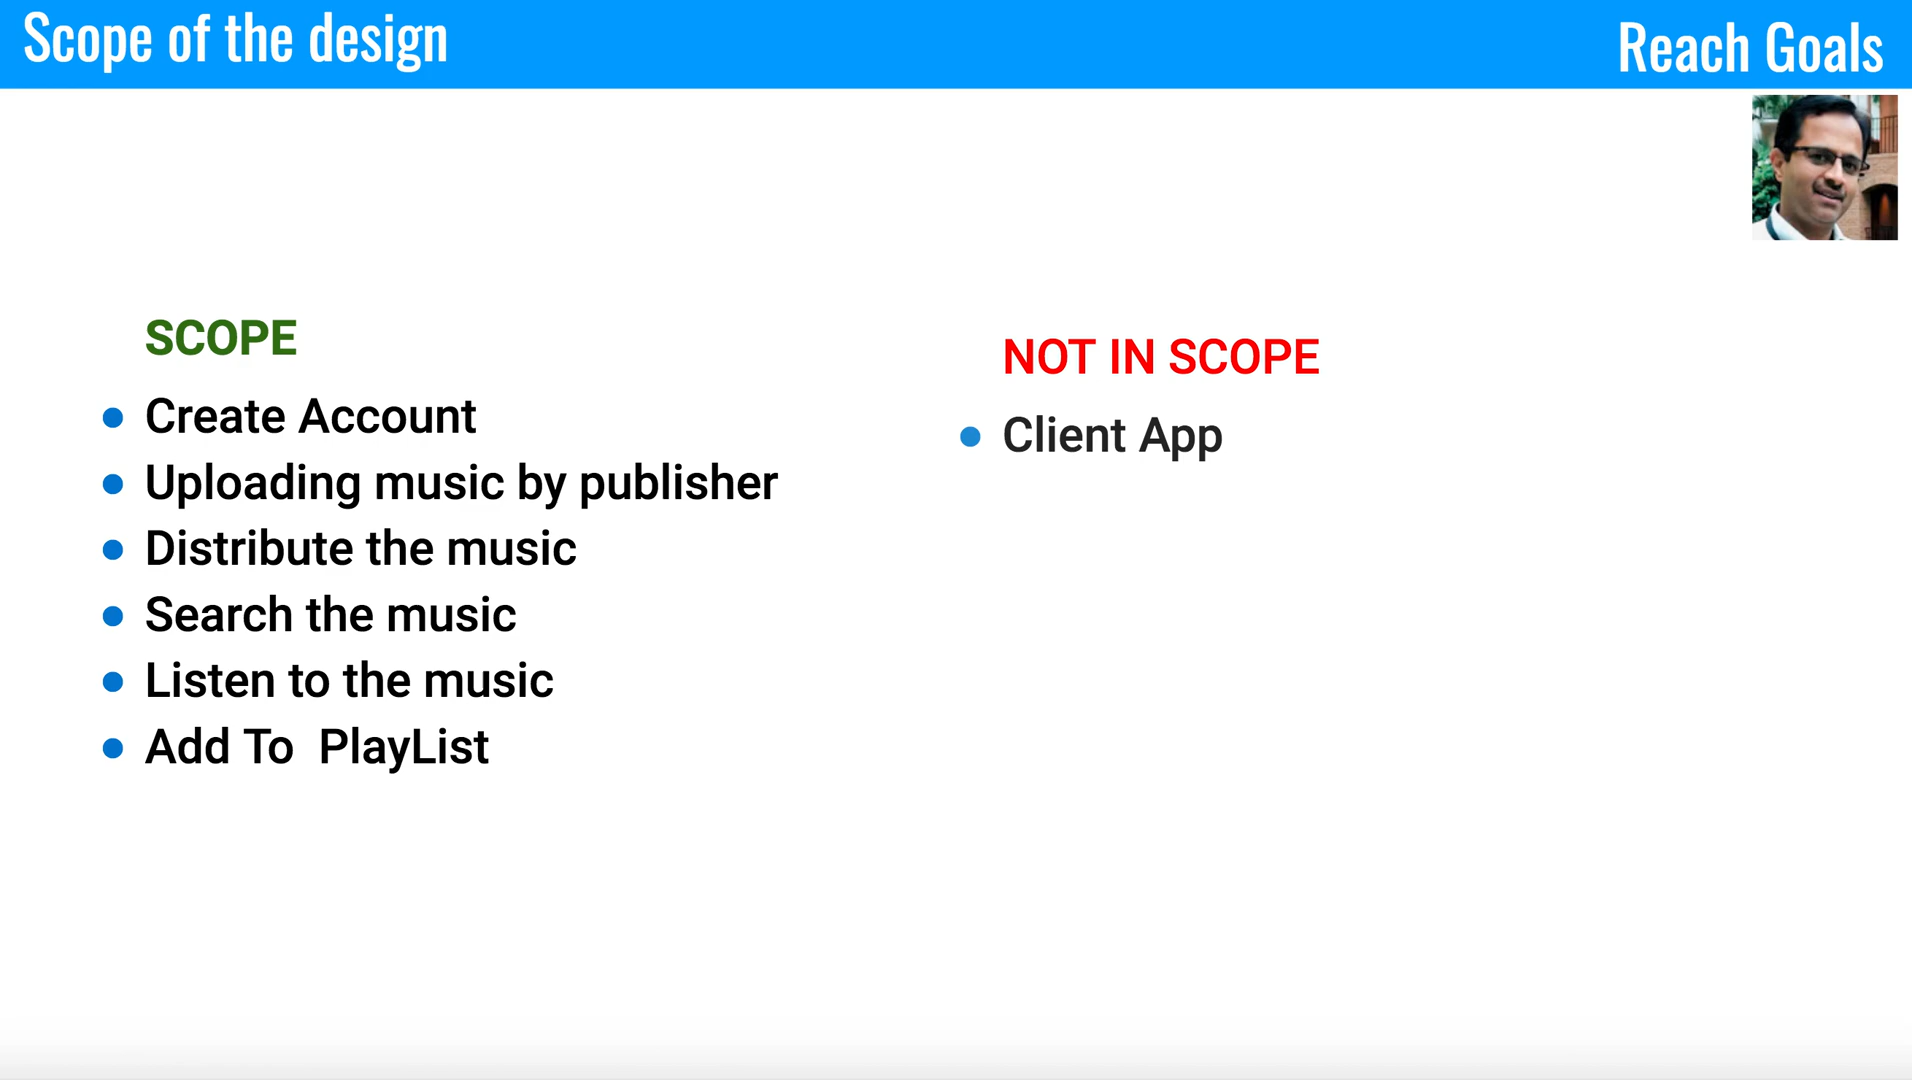 Scope of the design
Reach Goals
SCOPE
Create Account
Uploading music by publisher
Distribute the music
Search the music
Listen to the music
Add To  PlayList
NOT IN SCOPE
Client App